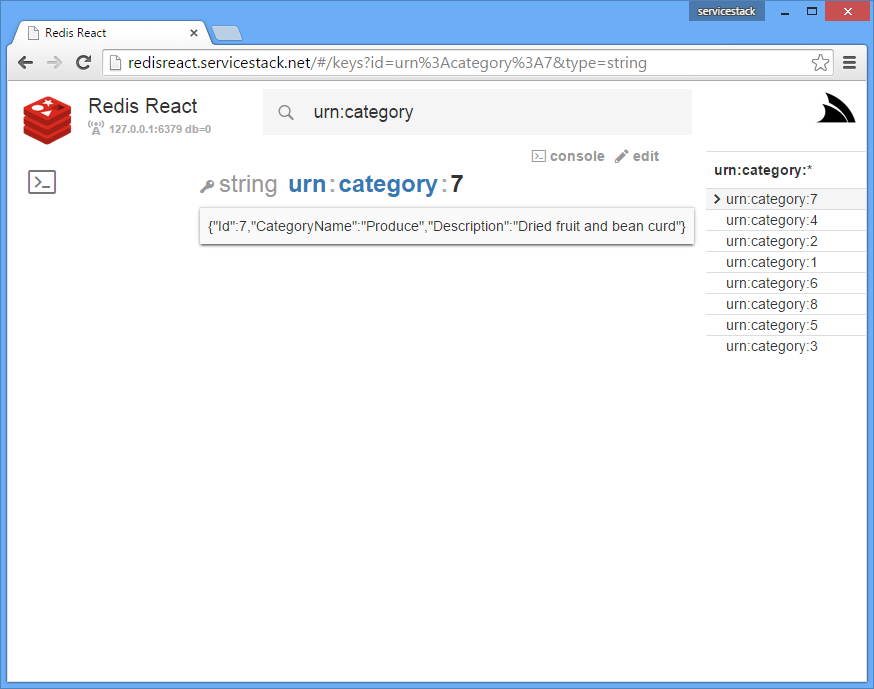 servicestack
Redis React
redisreact.servicestack.net/#/keys?id=urn%3Acategory%3A7&type=string
Redis React
127.0.0.1:6379 db=0
urn:category
console edit
string urn:category:7
{"Id":7,"CategoryName":"Produce","Description":"Dried fruit and bean curd"}
urn:category:*
urn:category:7
urn:category:4
urn:category:2
urn:category:1
urn:category:6
urn:category:8
urn:category:5
urn:category:3